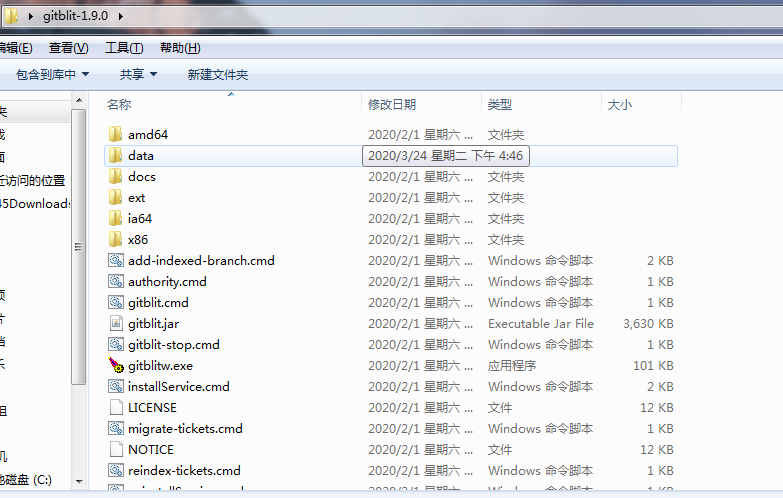 gitblit-1.9.0
编辑(E) 查看(V) 工具(T) 帮助(H)
包含到库中 共享 新建文件夹
名称 修改日期 类型 大小
amd64 2020/2/1 星期六 ... 文件夹
data 2020/3/24 星期二 下午 4:46
docs 2020/2/1 星期六 ... 文件夹
ext 2020/2/1 星期六 ... 文件夹
ia64 2020/2/1 星期六 ... 文件夹
x86 2020/2/1 星期六 ... 文件夹
add-indexed-branch.cmd 2020/2/1 星期六 ... Windows 命令脚本 2 KB
authority.cmd 2020/2/1 星期六 ... Windows 命令脚本 1 KB
gitblit.cmd 2020/2/1 星期六 ... Windows 命令脚本 1 KB
gitblit.jar 2020/2/1 星期六 ... Executable Jar File 3,630 KB
gitblit-stop.cmd 2020/2/1 星期六 ... Windows 命令脚本 1 KB
gitblitw.exe 2020/2/1 星期六 ... 应用程序 101 KB
installService.cmd 2020/2/1 星期六 ... Windows 命令脚本 2 KB
LICENSE 2020/2/1 星期六 ... 文件 12 KB
migrate-tickets.cmd 2020/2/1 星期六 ... Windows 命令脚本 1 KB
NOTICE 2020/2/1 星期六 ... 文件 12 KB
reindex-tickets.cmd 2020/2/1 星期六 ... Windows 命令脚本 1 KB
夹
面
近访问的位置
45Downloads
片
乐
组
机
地磁盘 (C:)